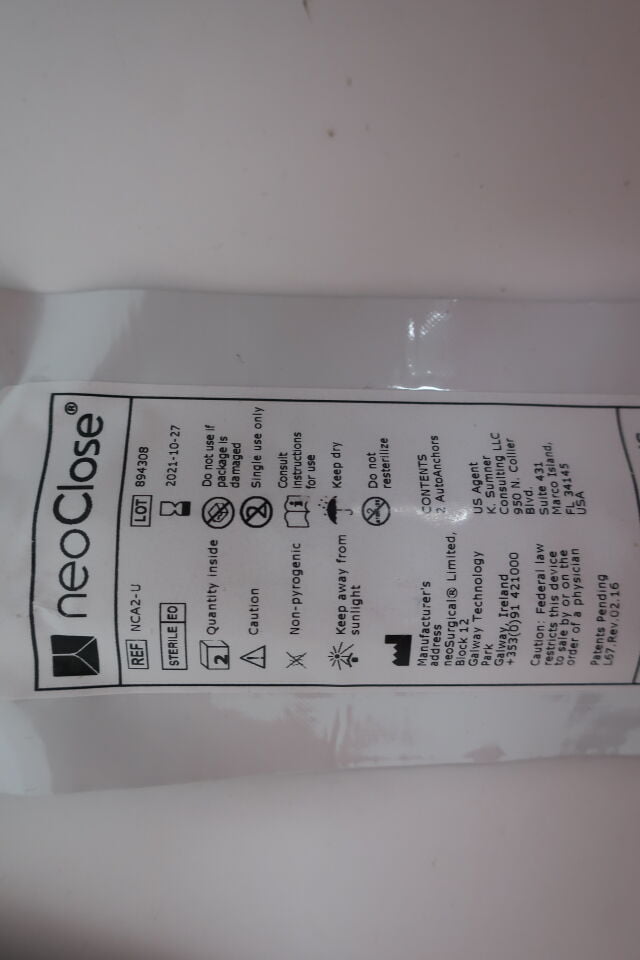 neoClose®
REF NCA2-U
LOT 894308
STERILE EO
2021-10-27
2
Quantity inside
Do not use if
package is
damaged
Caution
2
Single use only
Non-pyrogenic
Consult
instructions
for use
Keep away from
sunlight
Keep dry
Do not
resterilize
Manufacturer's
address
neoSurgical® Limited,
Block 12
Galway Technology
Park
Galway, Ireland
+353(0)91 421000
CONTENTS
2 AutoAnchors
US Agent
K. Sumner
Consulting LLC
950 N. Collier
Blvd.
Suite 431
Marco Island,
FL 34145
USA
Caution: Federal law
restricts this device
to sale by or on the
order of a physician
Patents Pending
L67.Rev.02.16